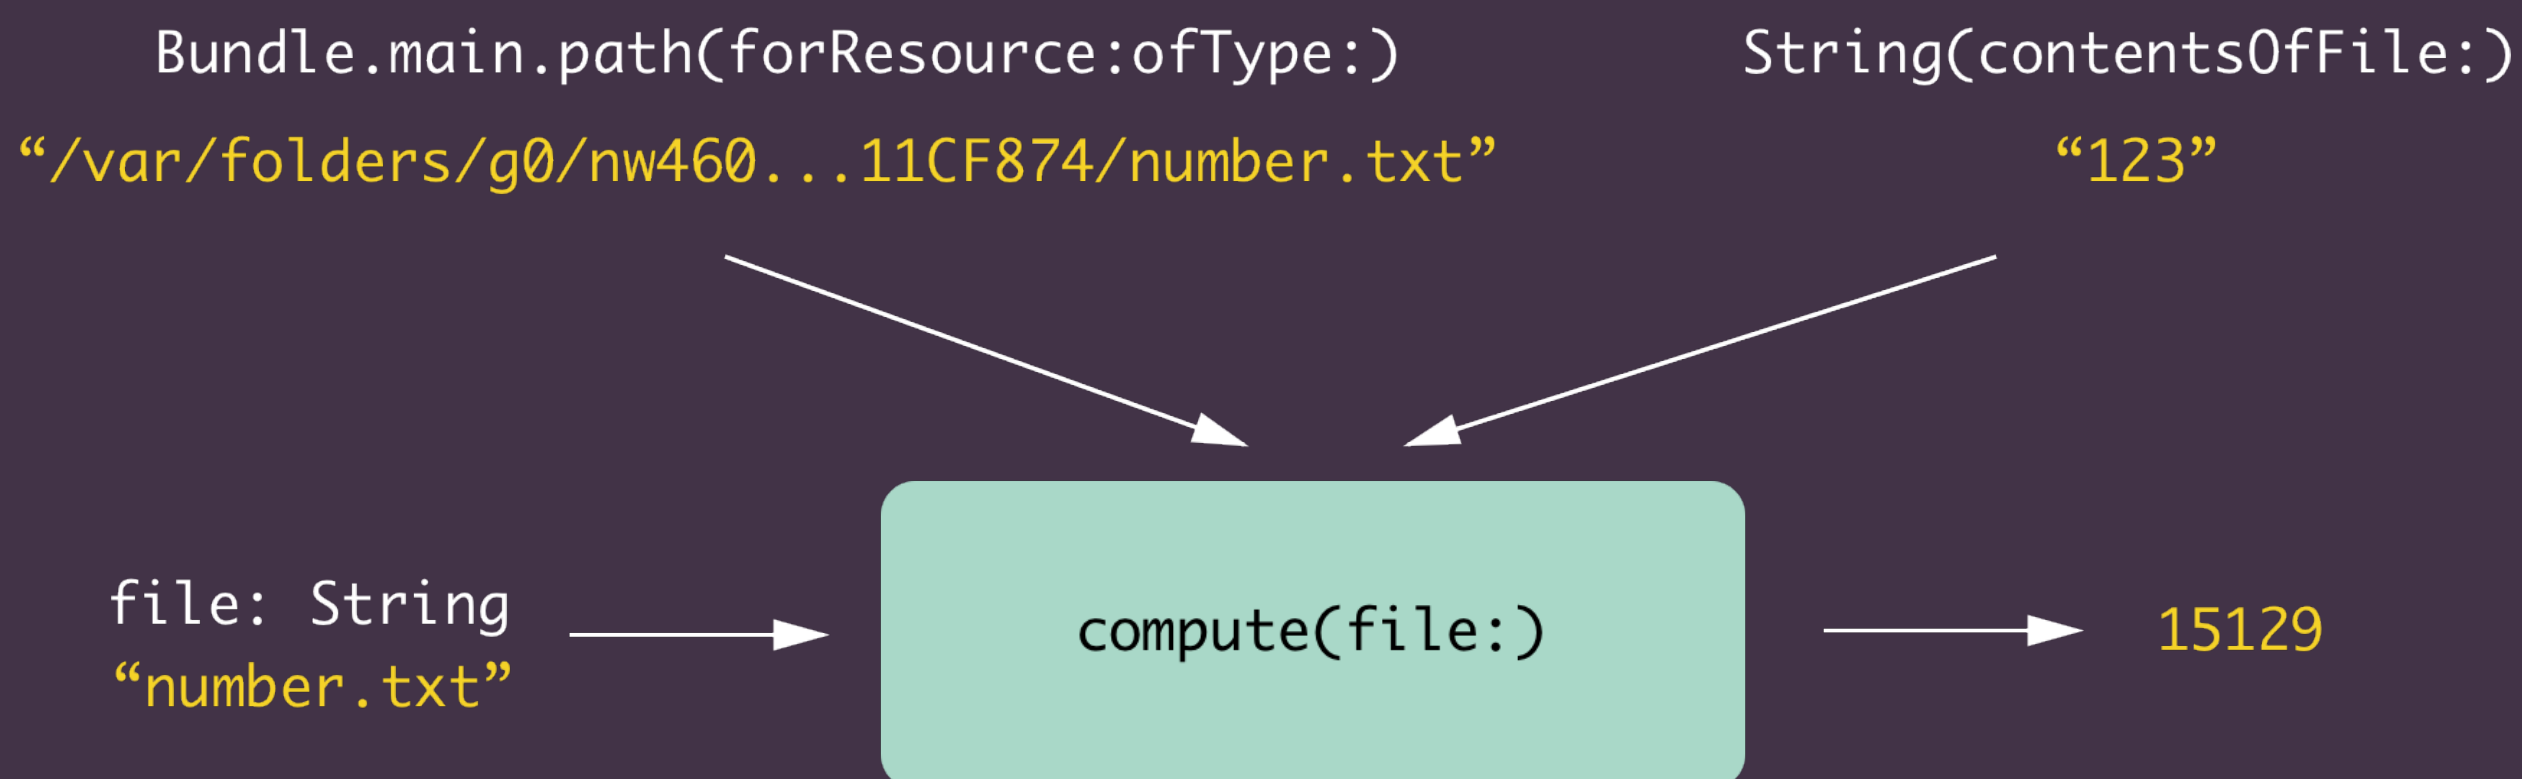 Bundle.main.path(forResource:ofType:)
“/var/folders/g0/nw460...11CF874/number.txt”
String(contentsOfFile:)
“123”
file: String
“number.txt”
compute(file:)
15129